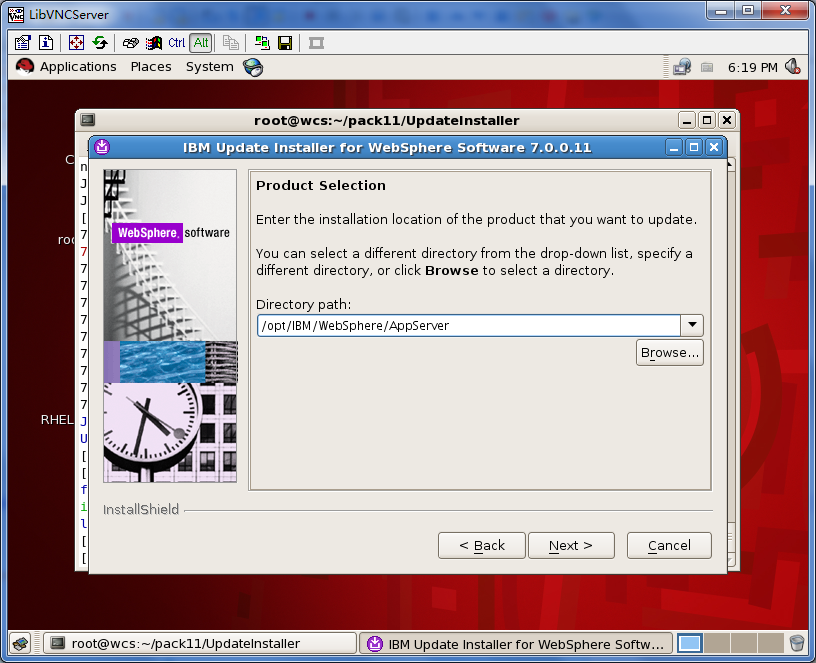 LibVNCServer
Ctrl Alt
Applications Places System 6:19 PM
root@wcs:~/pack11/UpdateInstaller
IBM Update Installer for WebSphere Software 7.0.0.11
WebSphere. software
Product Selection
Enter the installation location of the product that you want to update.
You can select a different directory from the drop-down list, specify a
different directory, or click Browse to select a directory.
Directory path:
/opt/IBM/WebSphere/AppServer
Browse...
RHEL
InstallShield
< Back Next > Cancel
root@wcs:~/pack11/UpdateInstaller
IBM Update Installer for WebSphere Softw...